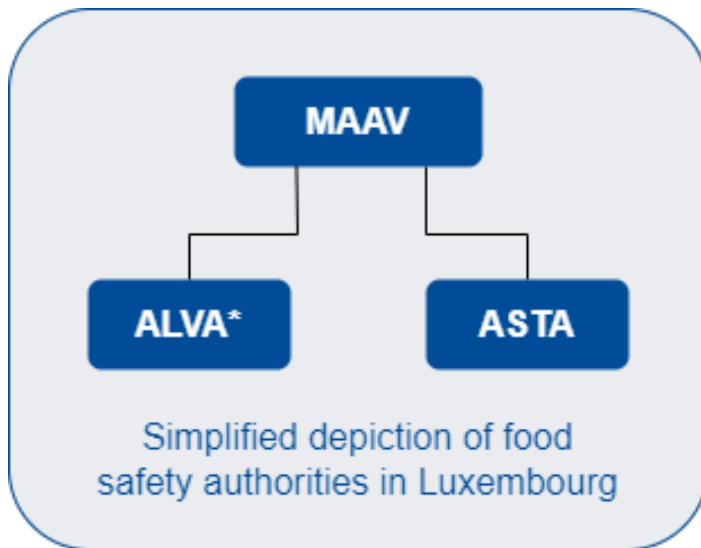 MAAV
ALVA*
ASTA
Simplified depiction of food
safety authorities in Luxembourg